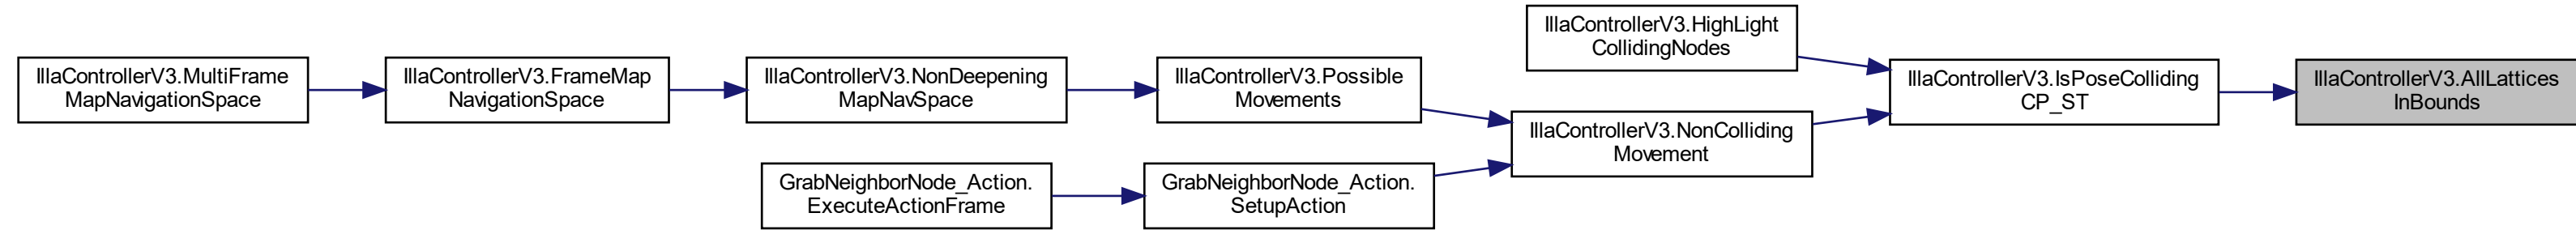 IllaControllerV3.MultiFrame
MapNavigationSpace
IllaControllerV3.FrameMap
NavigationSpace
IllaControllerV3.NonDeepening
MapNavSpace
IllaControllerV3.Possible
Movements
GrabNeighborNode_Action.
ExecuteActionFrame
GrabNeighborNode_Action.
SetupAction
IllaControllerV3.HighLight
CollidingNodes
IllaControllerV3.NonColliding
Movement
IllaControllerV3.IsPoseColliding
CP_ST
IllaControllerV3.AllLattices
InBounds